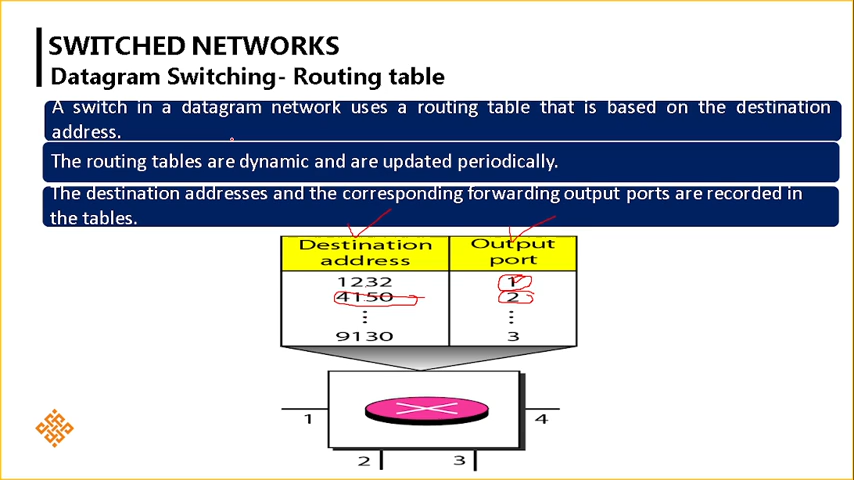 SWITCHED NETWORKS
Datagram Switching- Routing table
A switch in a datagram network uses a routing table that is based on the destination
address.
The routing tables are dynamic and are updated periodically.
The destination addresses and the corresponding forwarding output ports are recorded in
the tables.
Destination address
Output port
1232 1
4150 2
⋮ ⋮
9130 3
1 4
2 3